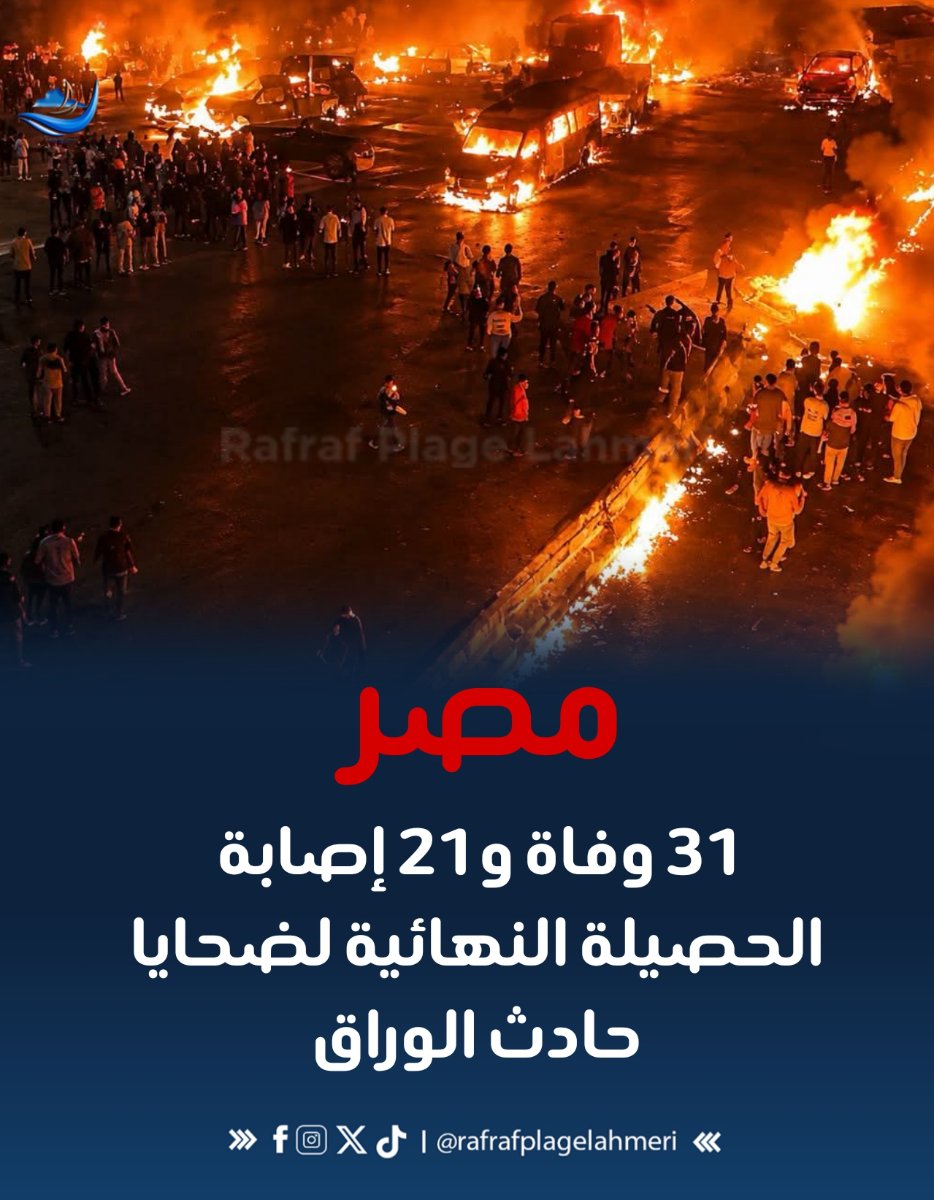 Rafraf Plage Lahmeri
مصر
31 وفاة و21 إصابة
الحصيلة النهائية لضحايا
حادث الوراق
@rafrafplagelahmeri